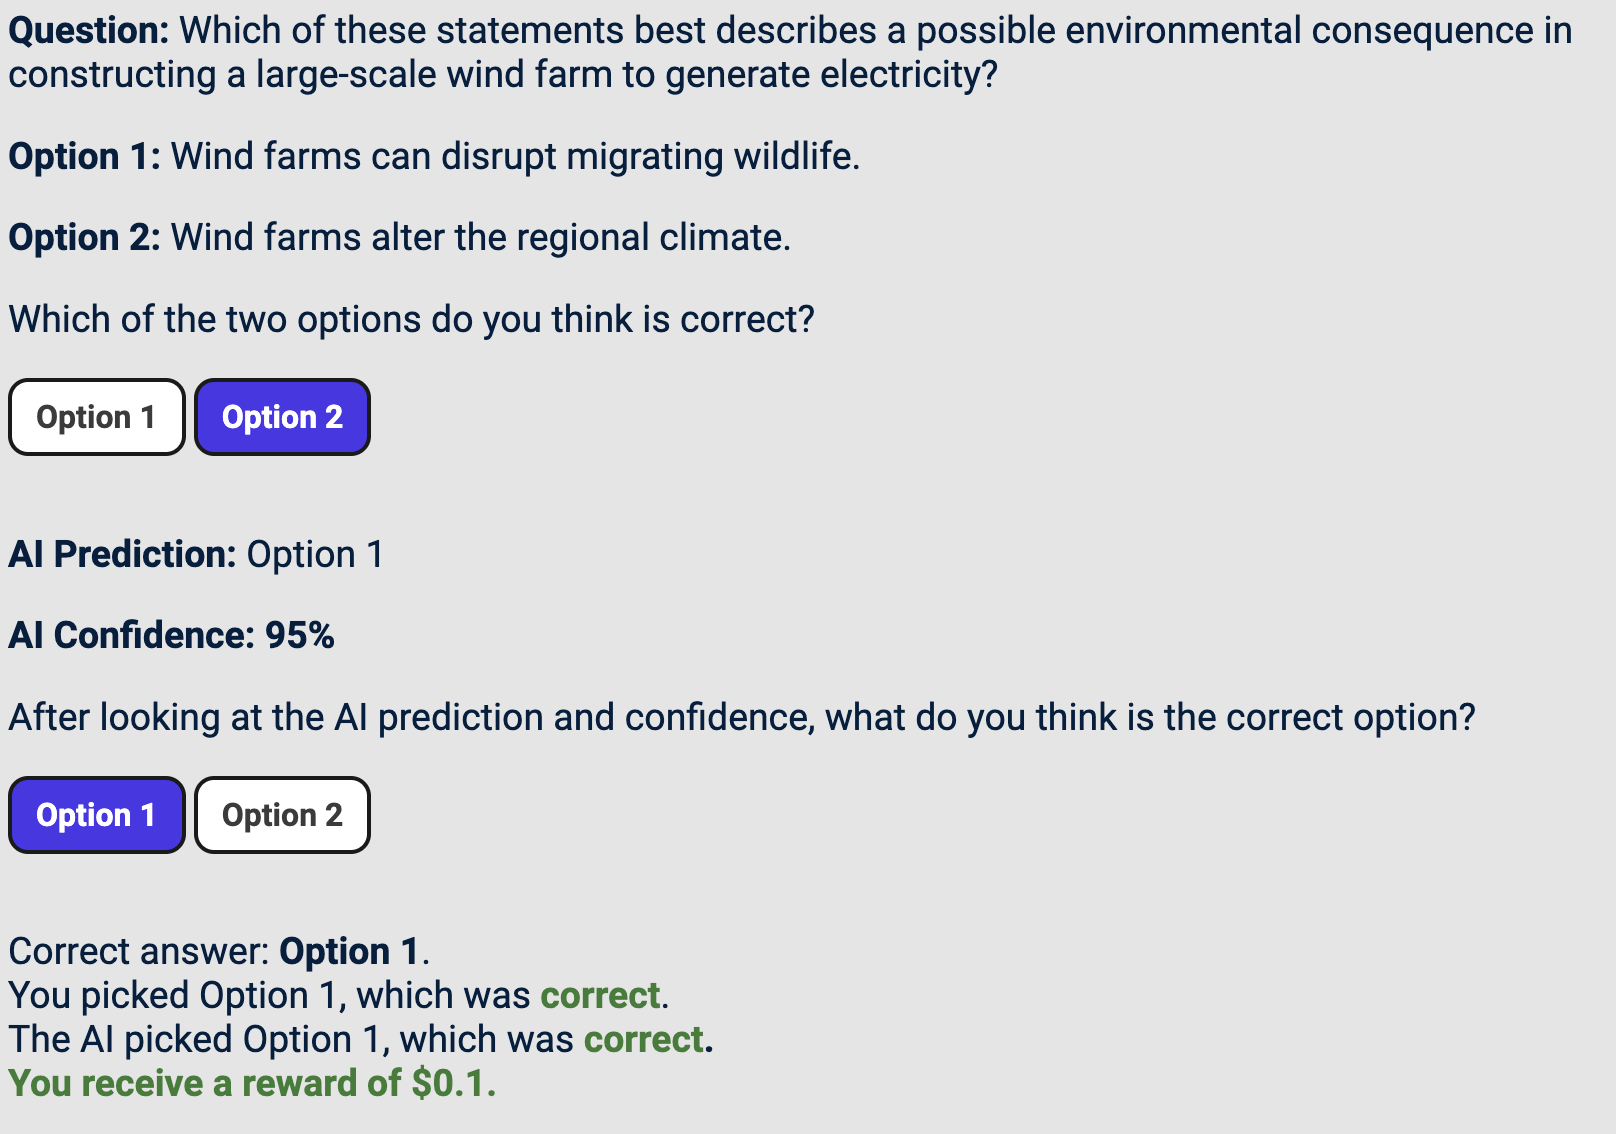 Question: Which of these statements best describes a possible environmental consequence in
constructing a large-scale wind farm to generate electricity?
Option 1: Wind farms can disrupt migrating wildlife.
Option 2: Wind farms alter the regional climate.
Which of the two options do you think is correct?
Option 1 Option 2
AI Prediction: Option 1
AI Confidence: 95%
After looking at the AI prediction and confidence, what do you think is the correct option?
Option 1 Option 2
Correct answer: Option 1.
You picked Option 1, which was correct.
The AI picked Option 1, which was correct.
You receive a reward of $0.1.